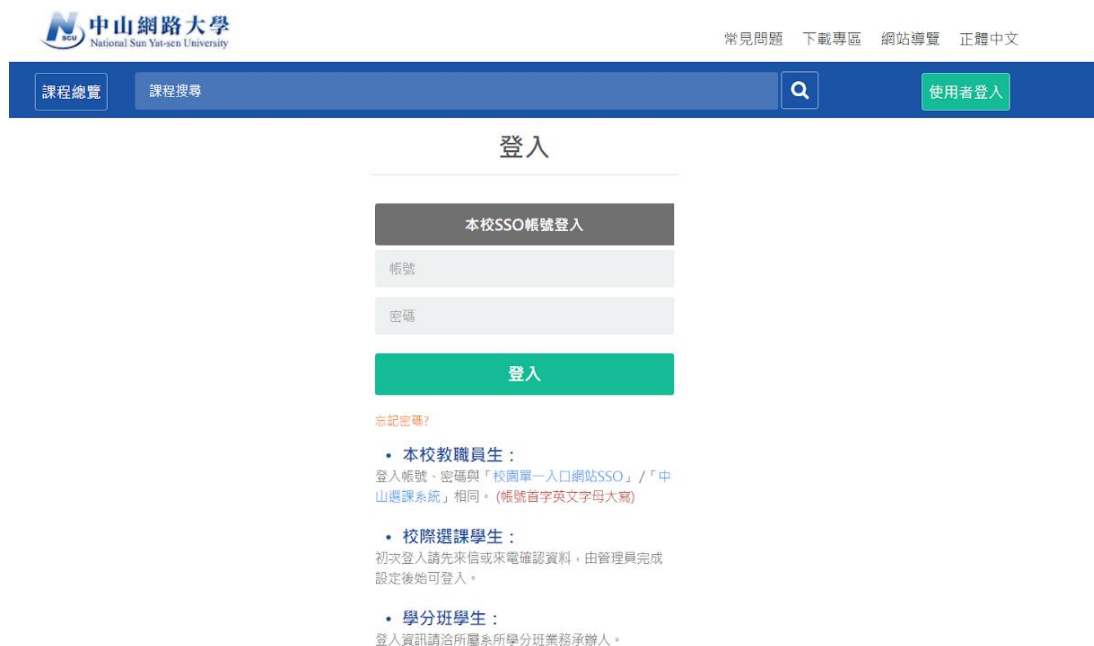 中山網路大學
National Sun Yat-sen University
N
SCU
常見問題 下載專區 網站導覽 正體中文
課程總覽 課程搜尋 使用者登入
登入
本校SSO帳號登入
帳號
密碼
登入
忘記密碼?
• 本校教職員生：
登入帳號、密碼與「校園單一入口網站SSO」/「中
山選課系統」相同。 (帳號首字英文字母大寫)
• 校際選課學生：
初次登入請先來信或來電確認資料，由管理員完成
設定後始可登入。
• 學分班學生：
登入資訊請洽所屬系所學分班業務承辦人。